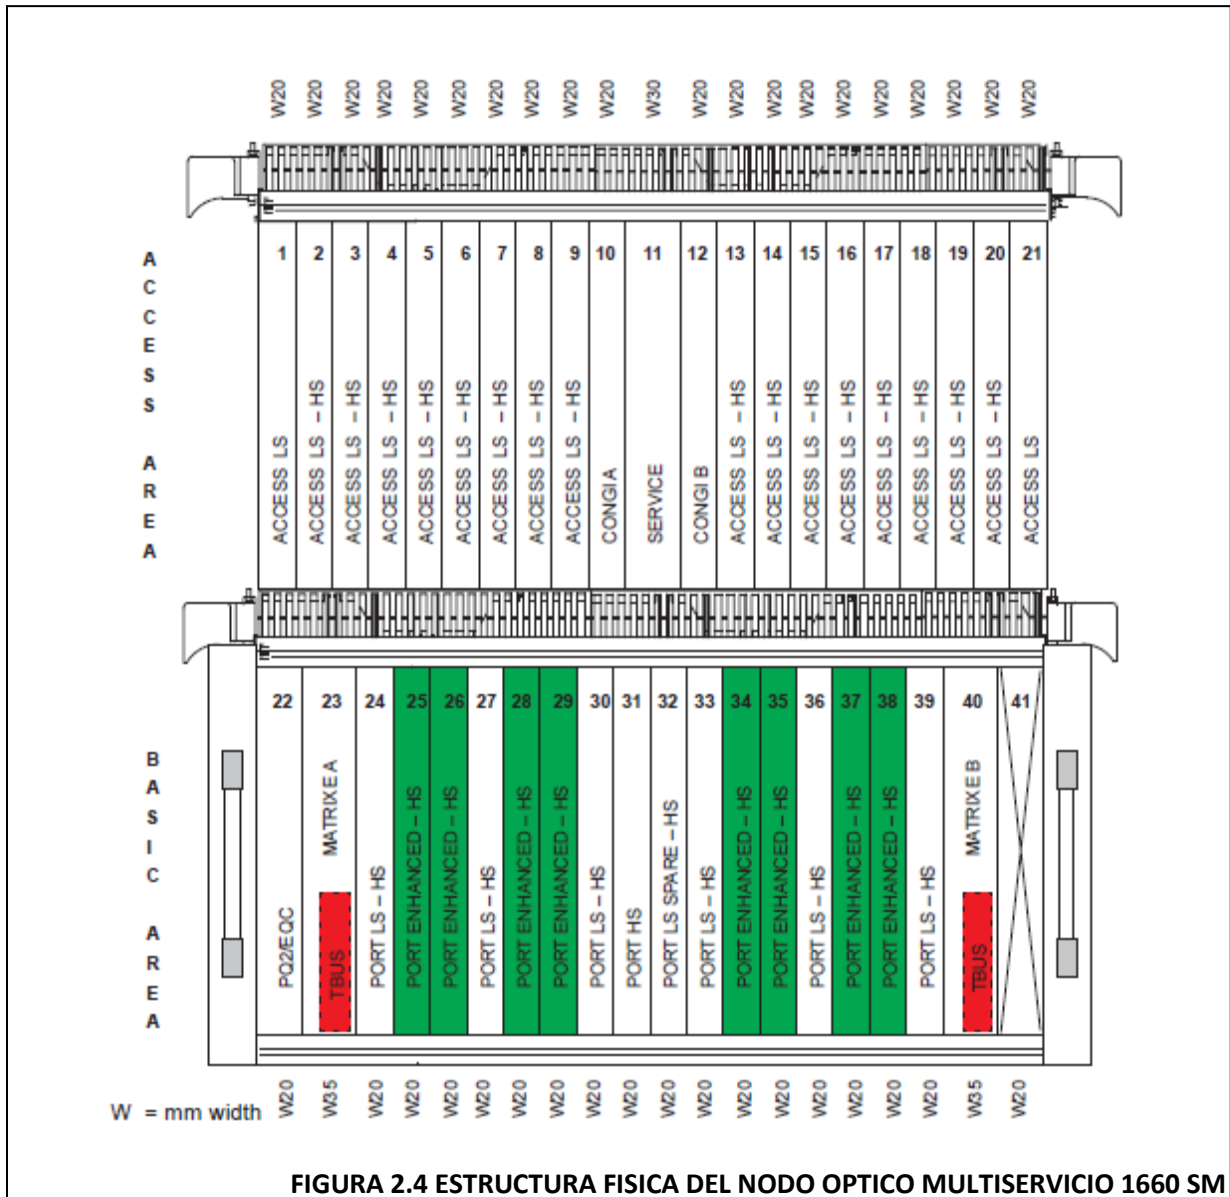 W20 W20 W20 W20 W20 W20 W20 W20 W20 W20 W30 W20 W20 W20 W20 W20 W20 W20 W20 W20 W20
ACCESS AREA
1 2 3 4 5 6 7 8 9 10 11 12 13 14 15 16 17 18 19 20 21
ACCESS LS
ACCESS LS – HS
ACCESS LS – HS
ACCESS LS – HS
ACCESS LS – HS
ACCESS LS – HS
ACCESS LS – HS
ACCESS LS – HS
ACCESS LS – HS
CONGI A
SERVICE
CONGI B
ACCESS LS – HS
ACCESS LS – HS
ACCESS LS – HS
ACCESS LS – HS
ACCESS LS – HS
ACCESS LS – HS
ACCESS LS – HS
ACCESS LS – HS
ACCESS LS
BASIC AREA
22 23 24 25 26 27 28 29 30 31 32 33 34 35 36 37 38 39 40 41
PQ2/EQC
TBUS MATRIXE A
PORT LS – HS
PORT ENHANCED – HS
PORT ENHANCED – HS
PORT LS – HS
PORT ENHANCED – HS
PORT ENHANCED – HS
PORT LS – HS
PORT HS
PORT LS SPARE – HS
PORT LS – HS
PORT ENHANCED – HS
PORT ENHANCED – HS
PORT LS – HS
PORT ENHANCED – HS
PORT ENHANCED – HS
PORT LS – HS
TBUS MATRIXE B
W = mm width
W20 W35 W20 W20 W20 W20 W20 W20 W20 W20 W20 W20 W20 W20 W20 W20 W20 W20 W35 W20
FIGURA 2.4 ESTRUCTURA FISICA DEL NODO OPTICO MULTISERVICIO 1660 SM